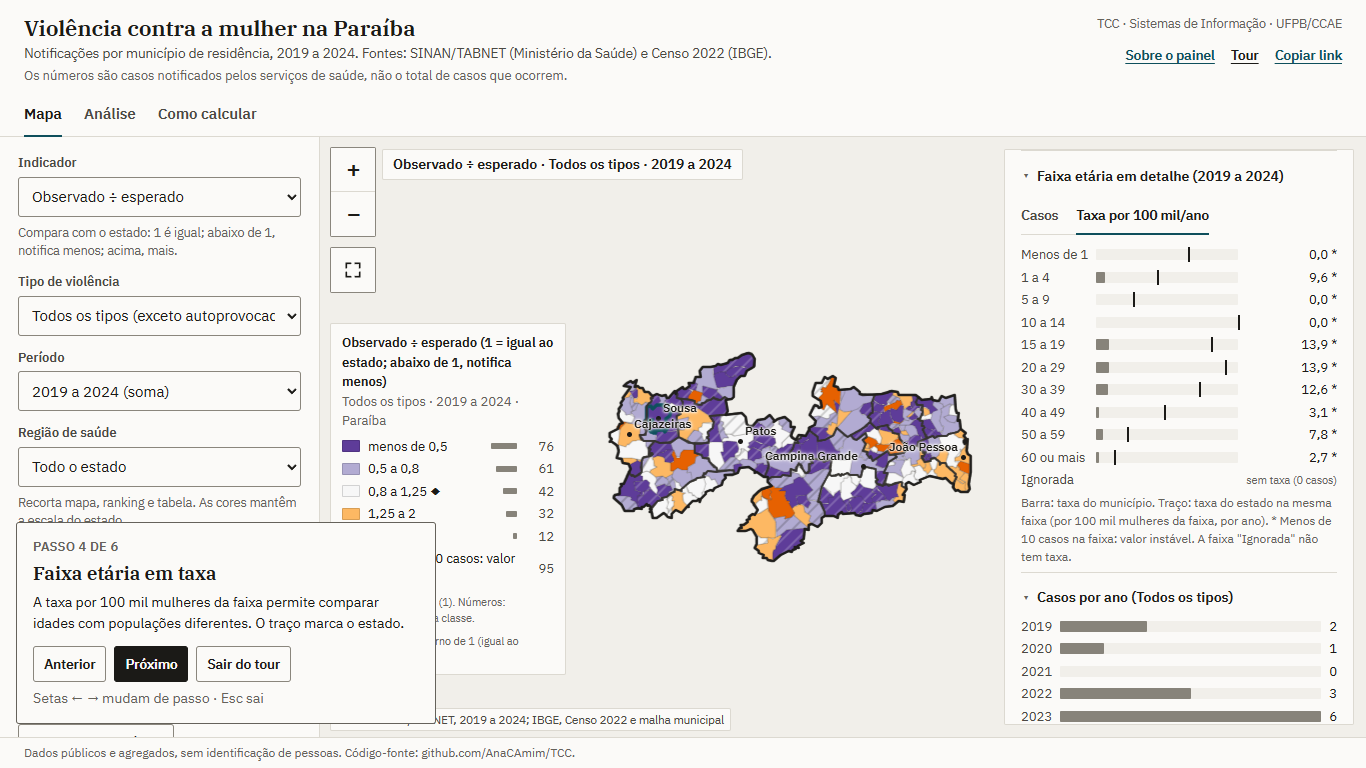 Violência contra a mulher na Paraíba
Notificações por município de residência, 2019 a 2024. Fontes: SINAN/TABNET (Ministério da Saúde) e Censo 2022 (IBGE).
Os números são casos notificados pelos serviços de saúde, não o total de casos que ocorrem.
TCC · Sistemas de Informação · UFPB/CCAE
Sobre o painel Tour Copiar link
Mapa Análise Como calcular
Indicador
Observado ÷ esperado
Compara com o estado: 1 é igual; abaixo de 1,
notifica menos; acima, mais.
Tipo de violência
Todos os tipos (exceto autoprovocac
Período
2019 a 2024 (soma)
Região de saúde
Todo o estado
Recorta mapa, ranking e tabela. As cores mantêm
a escala do estado
PASSO 4 DE 6
Faixa etária em taxa
A taxa por 100 mil mulheres da faixa permite comparar
idades com populações diferentes. O traço marca o estado.
Anterior Próximo Sair do tour
Setas ← → mudam de passo · Esc sai
+
−
Observado ÷ esperado · Todos os tipos · 2019 a 2024
Observado ÷ esperado (1 = igual ao
estado; abaixo de 1, notifica
menos)
Todos os tipos · 2019 a 2024 ·
Paraíba
menos de 0,5 76
0,5 a 0,8 61
0,8 a 1,25 ◆ 42
1,25 a 2 32
12
0 casos: valor
95
(1). Números:
a classe.
rno de 1 (igual ao
NET, 2019 a 2024; IBGE, Censo 2022 e malha municipal
Sousa
Cajazeiras
Patos
Campina Grande
João Pessoa
Faixa etária em detalhe (2019 a 2024)
Casos Taxa por 100 mil/ano
Menos de 1 0,0 *
1 a 4 9,6 *
5 a 9 0,0 *
10 a 14 0,0 *
15 a 19 13,9 *
20 a 29 13,9 *
30 a 39 12,6 *
40 a 49 3,1 *
50 a 59 7,8 *
60 ou mais 2,7 *
Ignorada sem taxa (0 casos)
Barra: taxa do município. Traço: taxa do estado na mesma
faixa (por 100 mil mulheres da faixa, por ano). * Menos de
10 casos na faixa: valor instável. A faixa "Ignorada" não
tem taxa.
Casos por ano (Todos os tipos)
2019 2
2020 1
2021 0
2022 3
2023 6
Dados públicos e agregados, sem identificação de pessoas. Código-fonte: github.com/AnaCAmim/TCC.